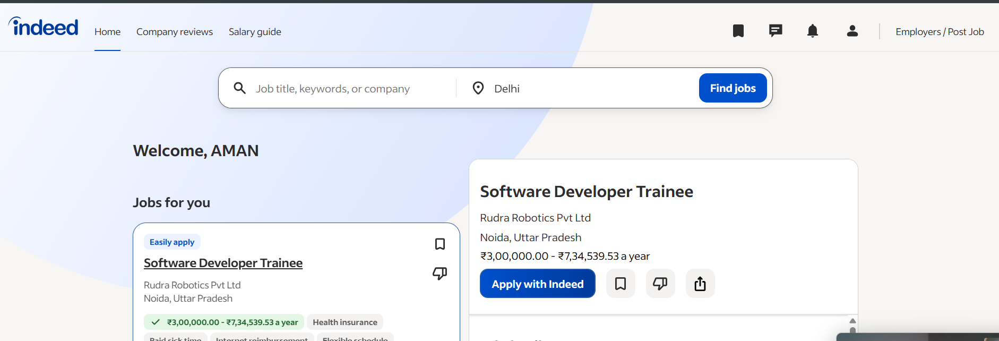 indeed
Home Company reviews Salary guide Employers / Post Job
Job title, keywords, or company Delhi Find jobs
Welcome, AMAN
Jobs for you
Easily apply
Software Developer Trainee
Rudra Robotics Pvt Ltd
Noida, Uttar Pradesh
₹3,00,000.00 - ₹7,34,539.53 a year Health insurance
Paid sick time Internet reimbursement Flexible schedule
Software Developer Trainee
Rudra Robotics Pvt Ltd
Noida, Uttar Pradesh
₹3,00,000.00 - ₹7,34,539.53 a year
Apply with Indeed